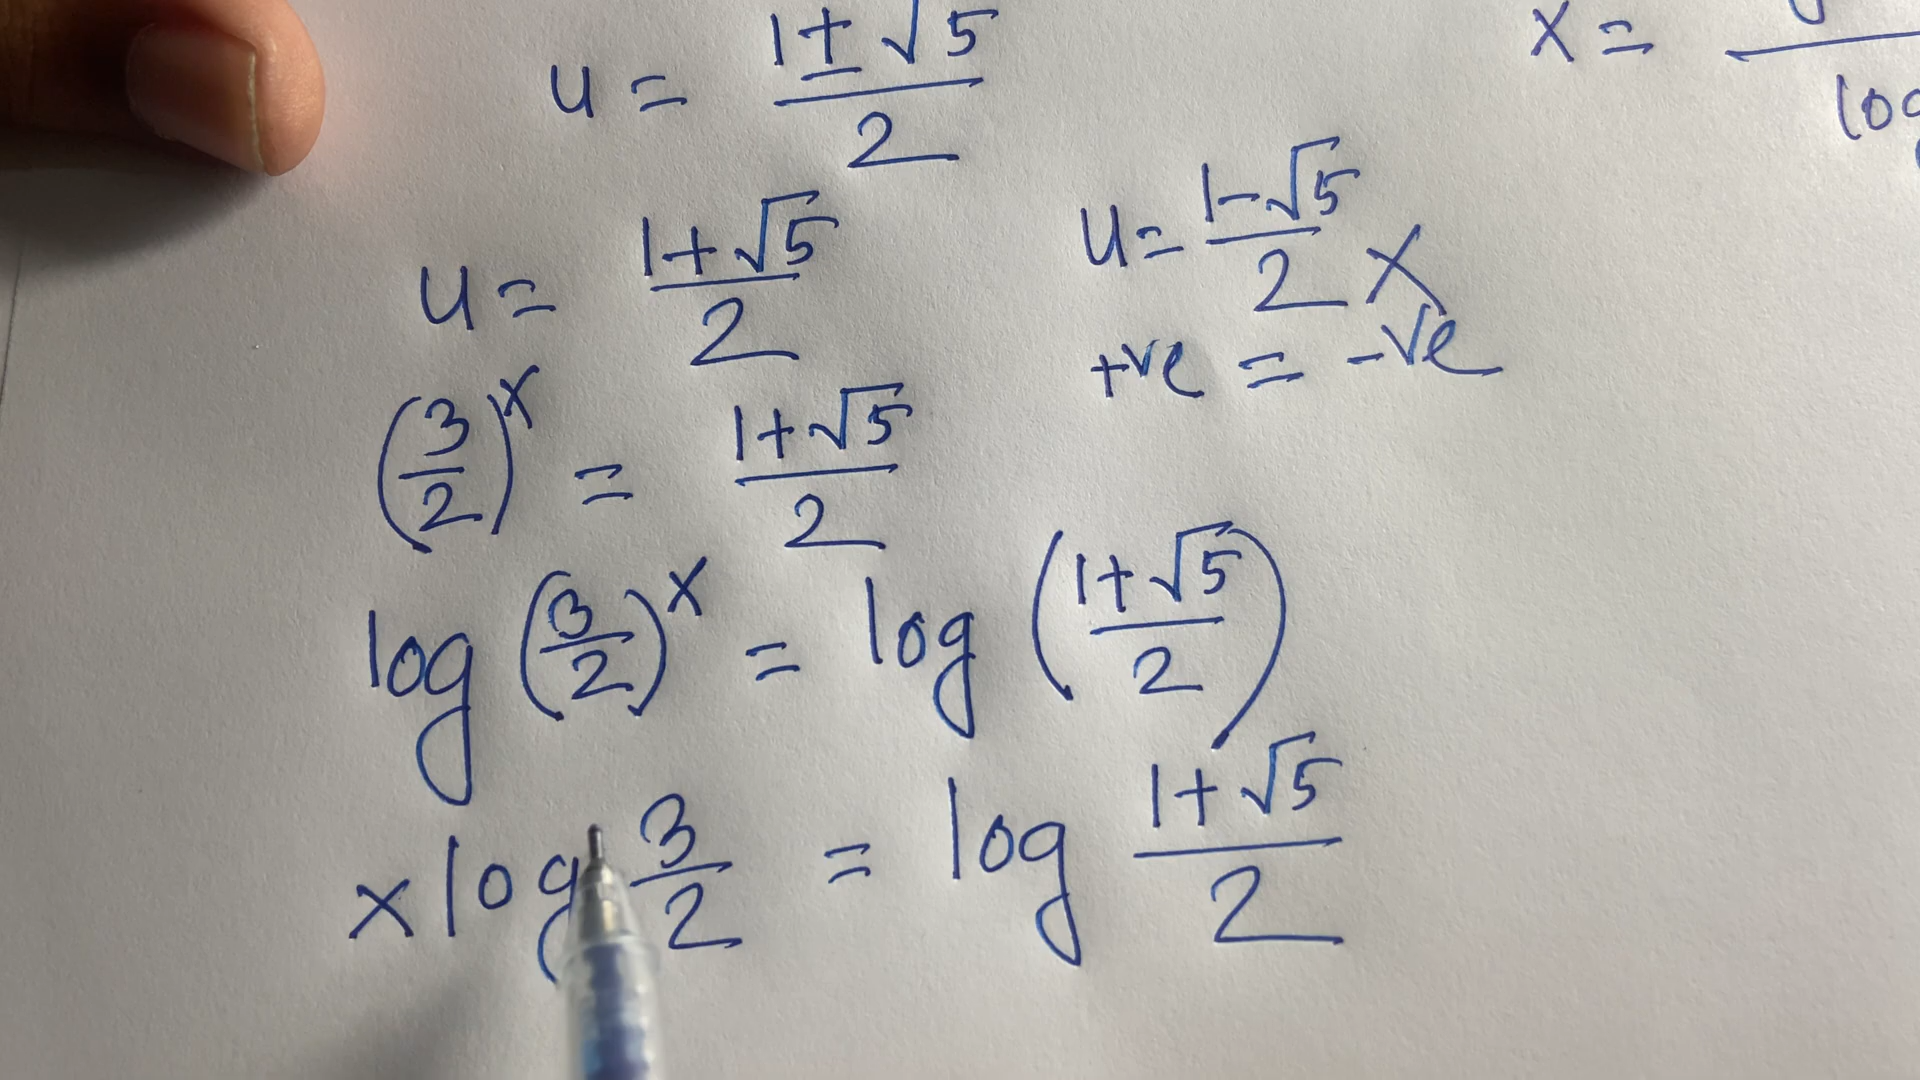 u = 1±√5 / 2
u = 1+√5 / 2
u = 1-√5 / 2 X
+ve = -ve
(3/2)^x = 1+√5 / 2
log (3/2)^x = log (1+√5 / 2)
x log 3/2 = log 1+√5 / 2
x =